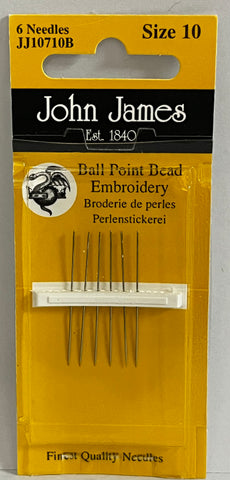 6 Needles Size 10
JJ10710B
John James
Est. 1840
Ball Point Bead
Embroidery
Broderie de perles
Perlenstickerei
Finest Quality Needles